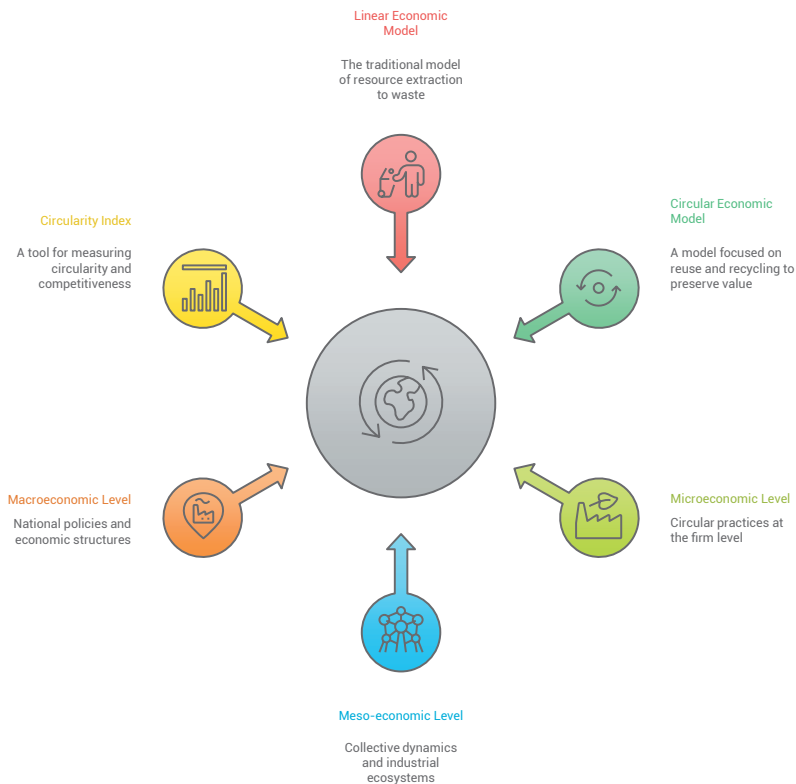 Linear Economic
Model
The traditional model
of resource extraction
to waste
Circular Economic
Model
A model focused on
reuse and recycling to
preserve value
Microeconomic Level
Circular practices at
the firm level
Meso-economic Level
Collective dynamics
and industrial
ecosystems
Macroeconomic Level
National policies and
economic structures
Circularity Index
A tool for measuring
circularity and
competitiveness